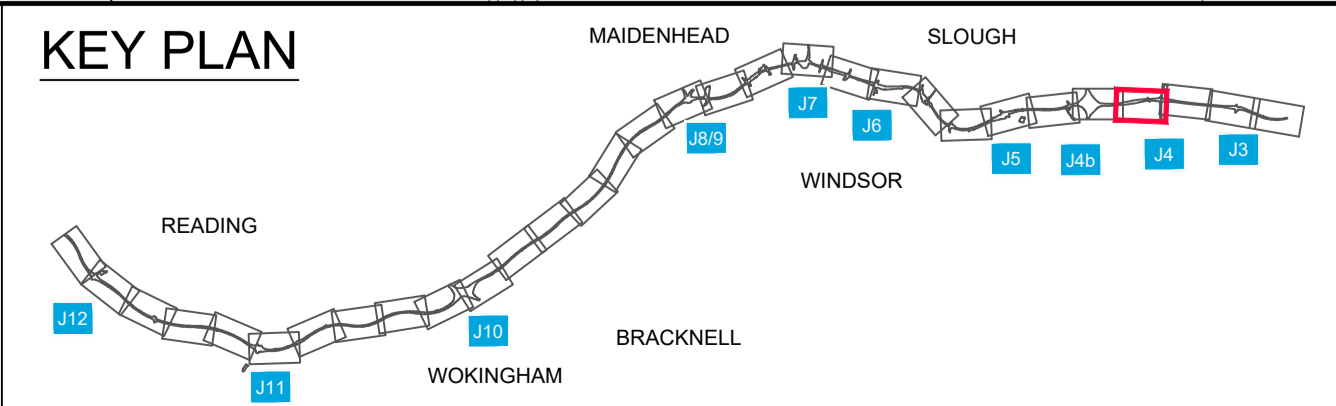 KEY PLAN
MAIDENHEAD
SLOUGH
J7
J6
J8/9
J5
J4b
J4
J3
WINDSOR
READING
J12
J10
BRACKNELL
WOKINGHAM
J11